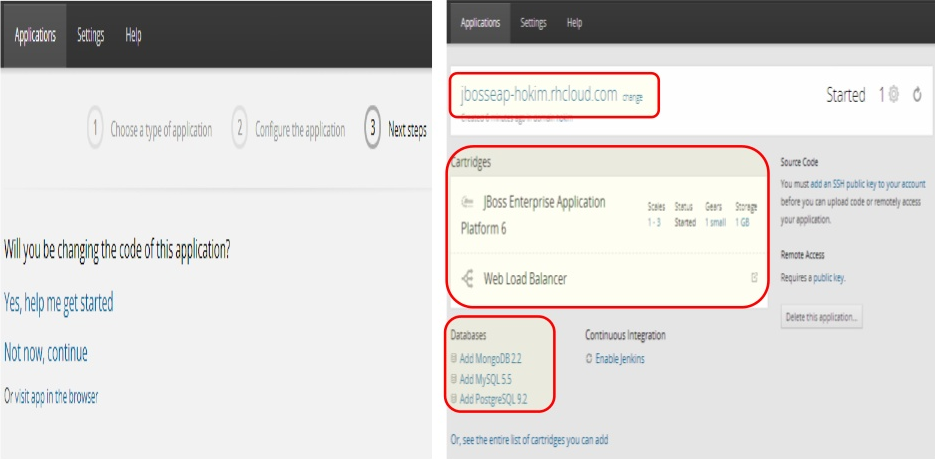 Applications Settings Help
1 Choose a type of application 2 Configure the application 3 Next steps
Will you be changing the code of this application?
Yes, help me get started
Not now, continue
Or visit app in the browser
Applications Settings Help
jbosseap-hokim.rhcloud.com change
Started 1
Cartridges
JBoss Enterprise Application
Platform 6
Scales Status Gears Storage
1 - 3 Started 1 small 1 GB
Web Load Balancer
Source Code
You must add an SSH public key to your account
before you can upload code or remotely access
your application.
Remote Access
Requires a public key.
Delete this application...
Databases
Add MongoDB 2.2
Add MySQL 5.5
Add PostgreSQL 9.2
Continuous Integration
Enable Jenkins
Or, see the entire list of cartridges you can add